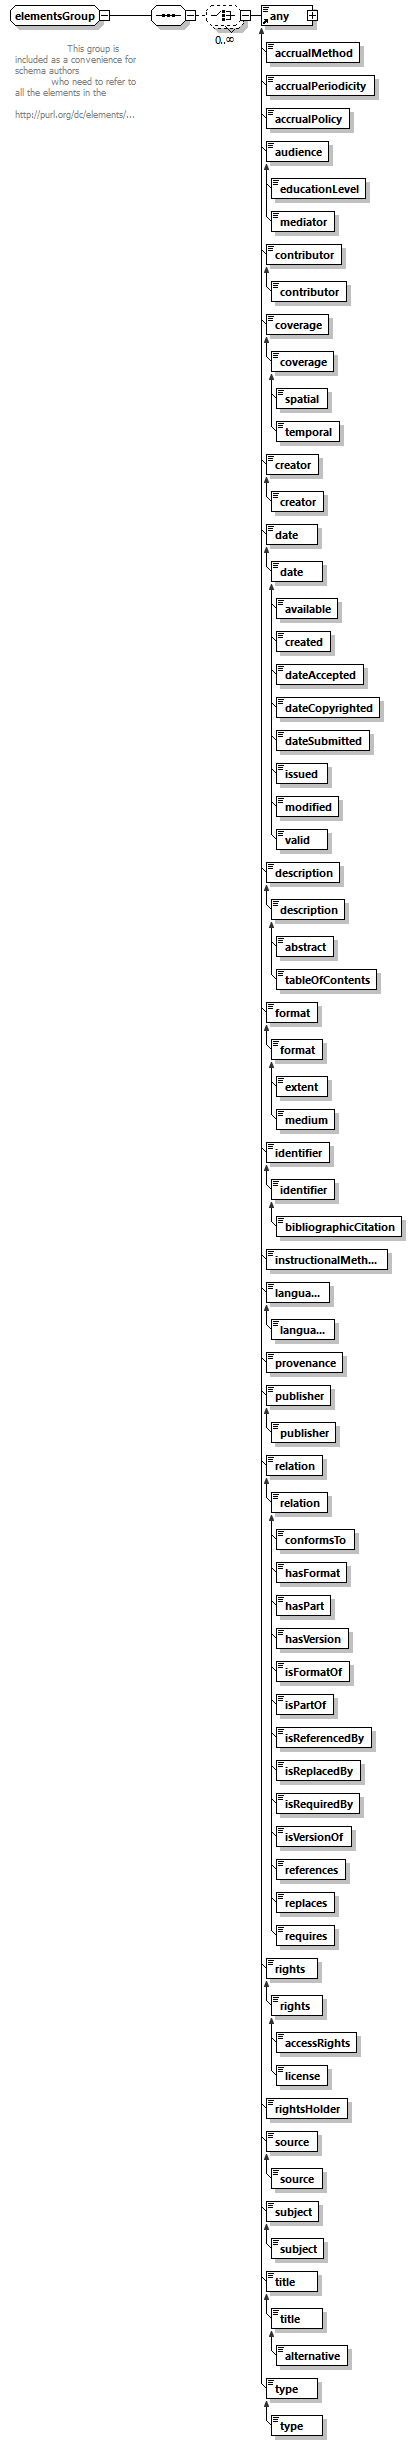 elementsGroup
any
0..∞
This group is
included as a convenience for
schema authors
who need to refer to
all the elements in the
http://purl.org/dc/elements/...
accrualMethod
accrualPeriodicity
accrualPolicy
audience
educationLevel
mediator
contributor
contributor
coverage
coverage
spatial
temporal
creator
creator
date
date
available
created
dateAccepted
dateCopyrighted
dateSubmitted
issued
modified
valid
description
description
abstract
tableOfContents
format
format
extent
medium
identifier
identifier
bibliographicCitation
instructionalMeth...
langua...
langua...
provenance
publisher
publisher
relation
relation
conformsTo
hasFormat
hasPart
hasVersion
isFormatOf
isPartOf
isReferencedBy
isReplacedBy
isRequiredBy
isVersionOf
references
replaces
requires
rights
rights
accessRights
license
rightsHolder
source
source
subject
subject
title
title
alternative
type
type